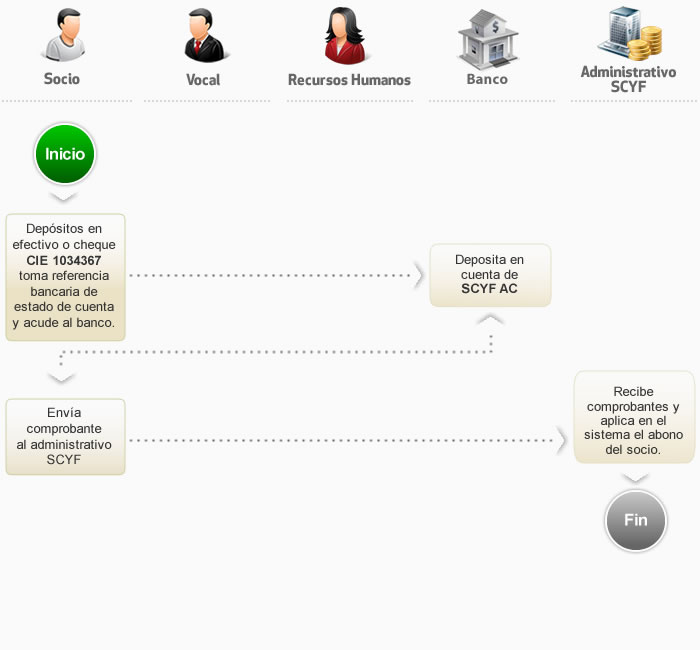 Socio
Vocal
Recursos Humanos
Banco
Administrativo
SCYF
Inicio
Depósitos en
efectivo o cheque
CIE 1034367
toma referencia
bancaria de
estado de cuenta
y acude al banco.
Deposita en
cuenta de
SCYF AC
Envía
comprobante
al administrativo
SCYF
Recibe
comprobantes y
aplica en el
sistema el abono
del socio.
Fin